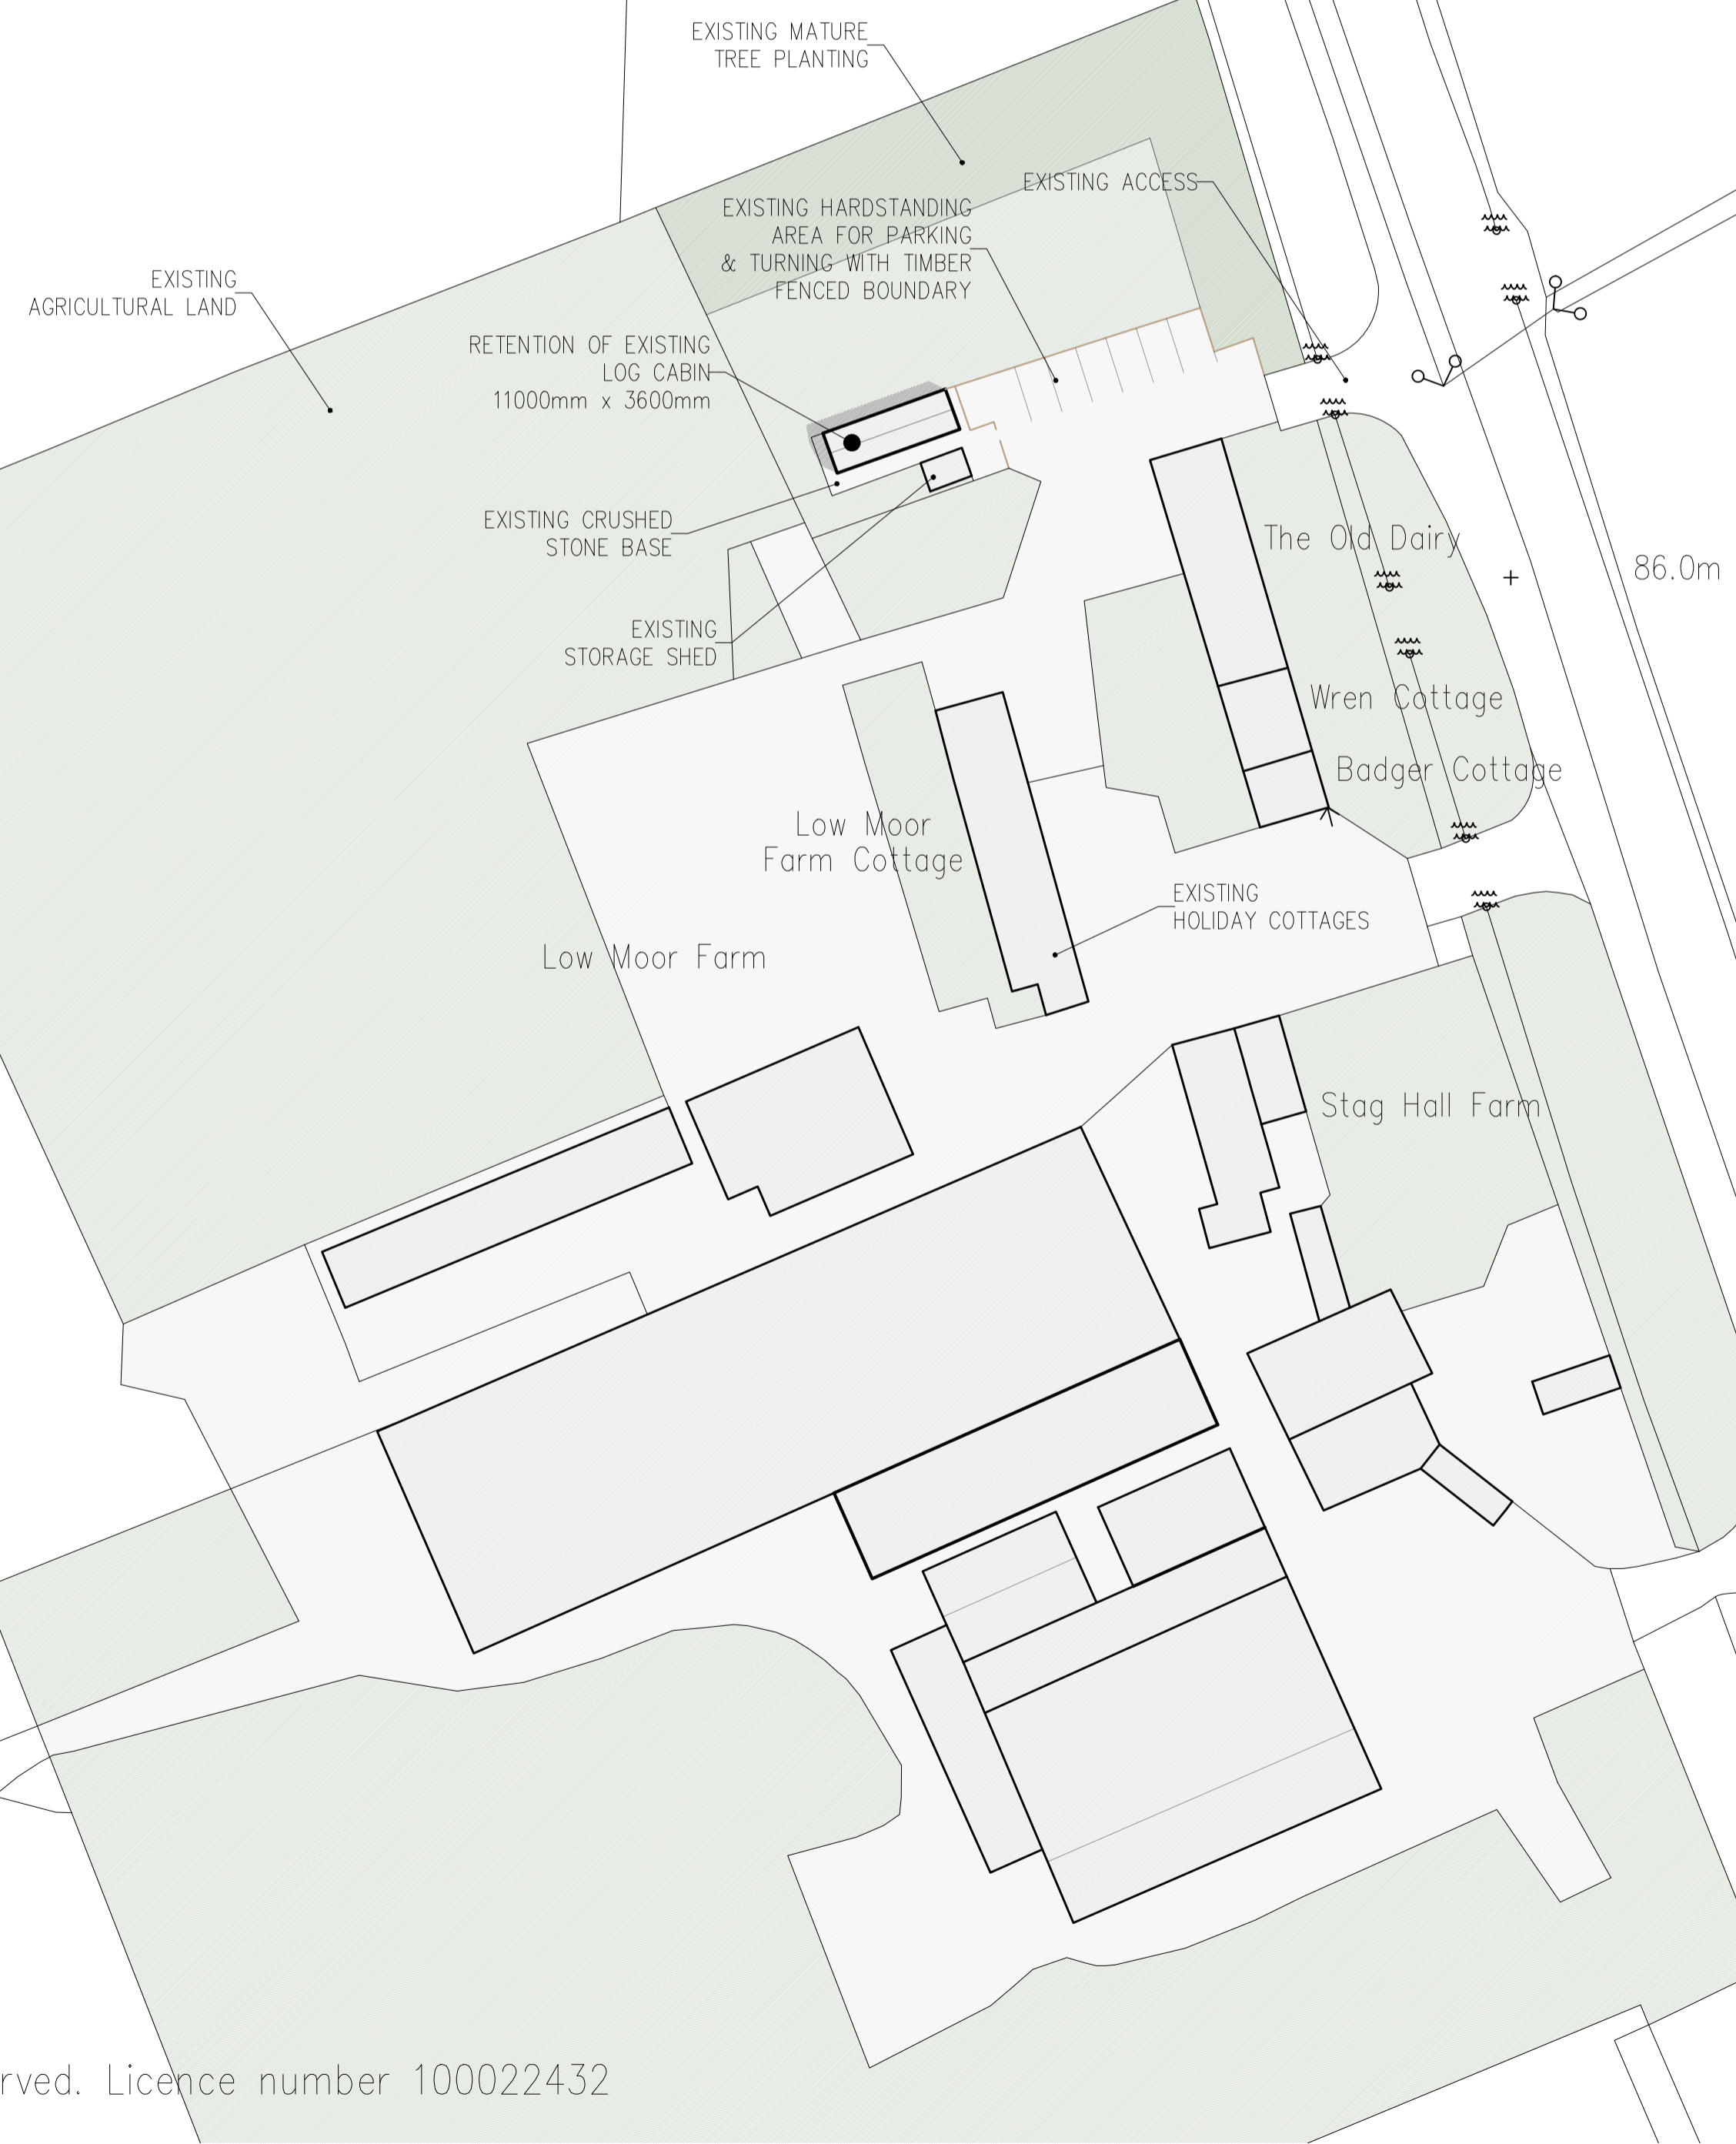 EXISTING MATURE
TREE PLANTING
EXISTING ACCESS
EXISTING HARDSTANDING
AREA FOR PARKING
& TURNING WITH TIMBER
FENCED BOUNDARY
EXISTING
AGRICULTURAL LAND
RETENTION OF EXISTING
LOG CABIN
11000mm x 3600mm
EXISTING CRUSHED
STONE BASE
The Old Dairy
86.0m
EXISTING
STORAGE SHED
Wren Cottage
Badger Cottage
Low Moor
Farm Cottage
EXISTING
HOLIDAY COTTAGES
Low Moor Farm
Stag Hall Farm
rved. Licence number 100022432